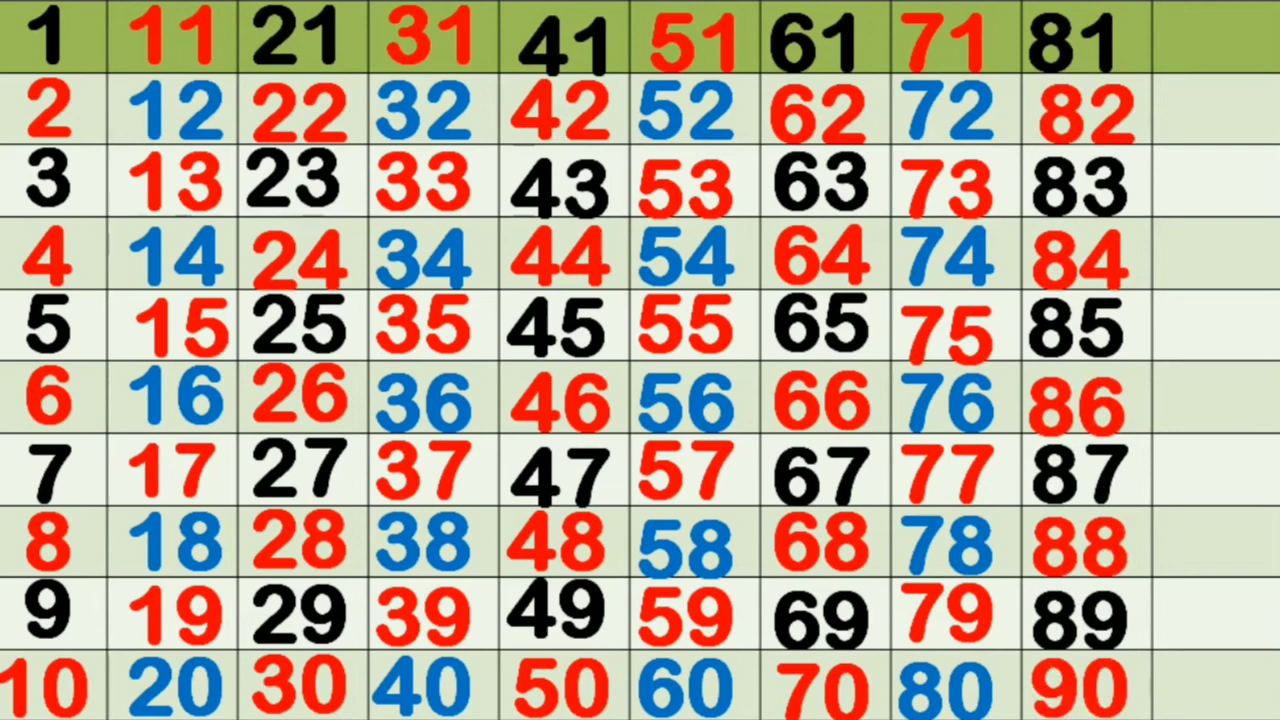 1 11 21 31 41 51 61 71 81
2 12 22 32 42 52 62 72 82
3 13 23 33 43 53 63 73 83
4 14 24 34 44 54 64 74 84
5 15 25 35 45 55 65 75 85
6 16 26 36 46 56 66 76 86
7 17 27 37 47 57 67 77 87
8 18 28 38 48 58 68 78 88
9 19 29 39 49 59 69 79 89
10 20 30 40 50 60 70 80 90